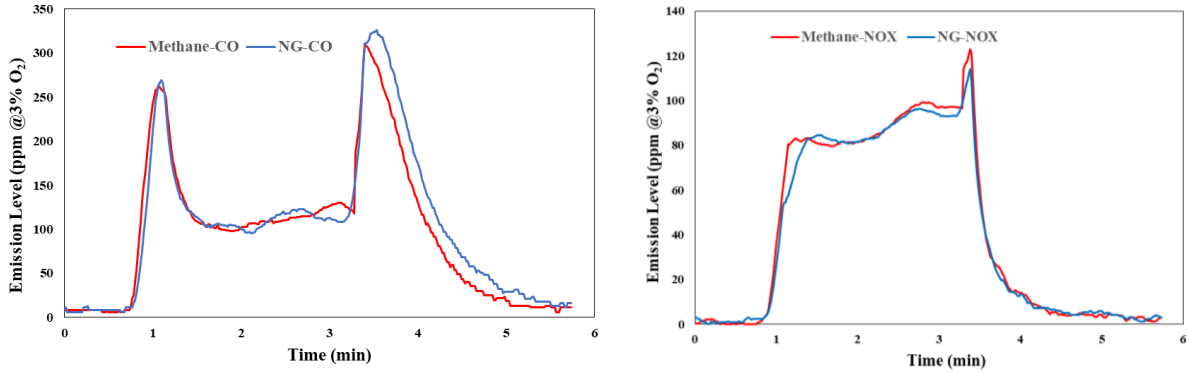 350
300
250
200
150
100
50
0
Methane-CO NG-CO
Emission Level (ppm @3% O2)
0 1 2 3 4 5 6
Time (min)
140
120
100
80
60
40
20
0
Methane-NOX NG-NOX
Emission Level (ppm @3% O2)
0 1 2 3 4 5 6
Time (min)